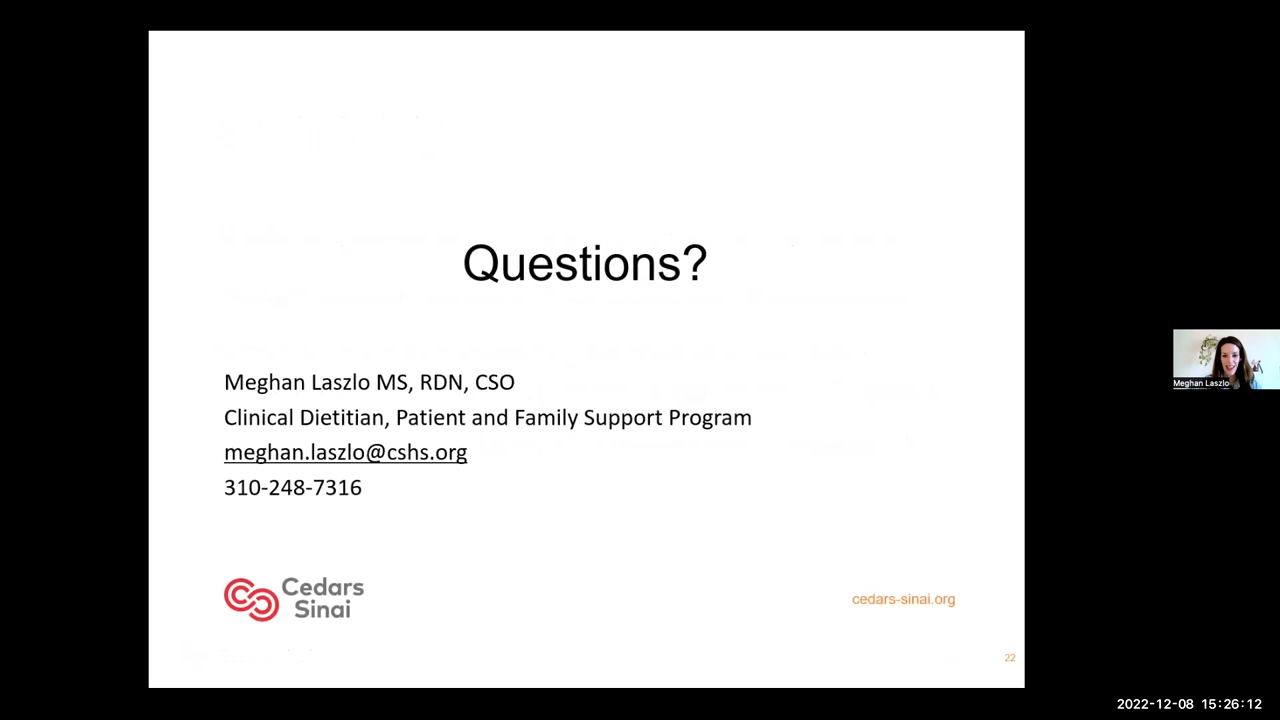 Questions?
Meghan Laszlo MS, RDN, CSO
Clinical Dietitian, Patient and Family Support Program
meghan.laszlo@cshs.org
310-248-7316
Cedars
Sinai
cedars-sinai.org
22
Meghan Laszlo
2022-12-08 15:26:12